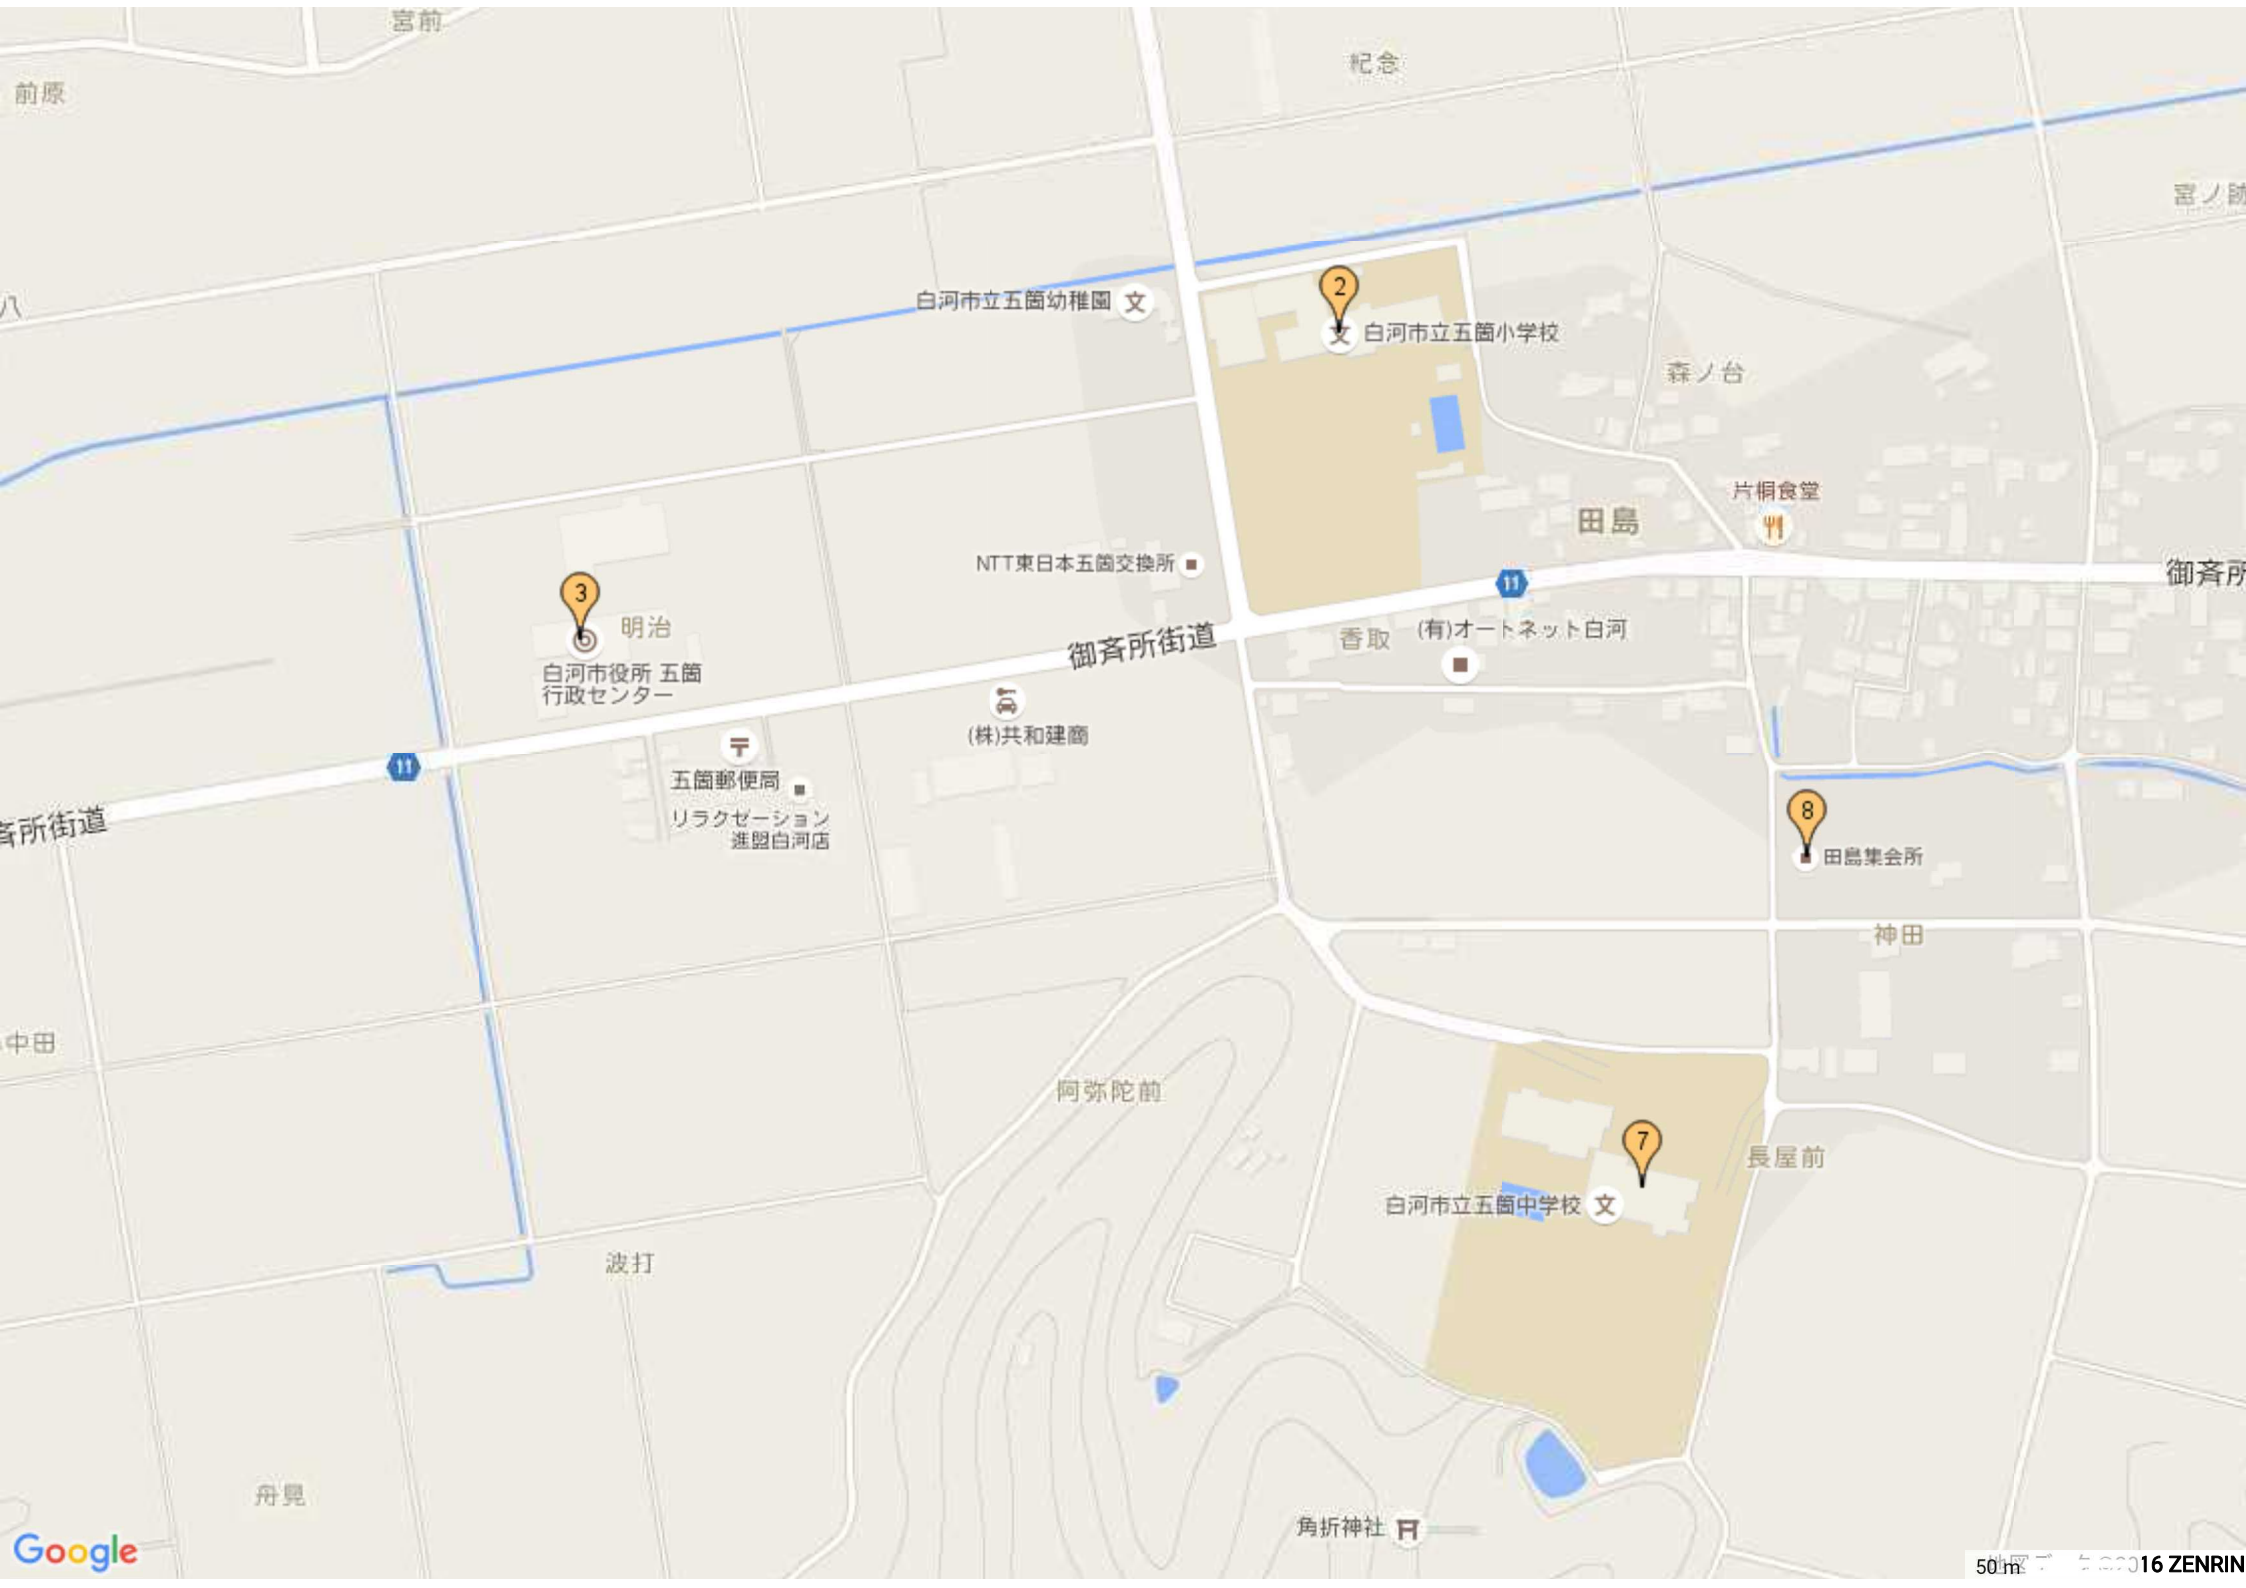 宮前
紀念
前原
宮ノ跡
八
白河市立五箇幼稚園
文
2
文
白河市立五箇小学校
森ノ台
片桐食堂
田島
NTT東日本五箇交換所
11
御斉所
3
明治
香取
(有)オートネット白河
御斉所街道
白河市役所 五箇
行政センター
(株)共和建商
11
五箇郵便局
リラクゼーション
進盟白河店
斉所街道
8
田島集会所
神田
中田
阿弥陀前
7
長屋前
白河市立五箇中学校
文
波打
舟見
角折神社
Google
50 m
16 ZENRIN